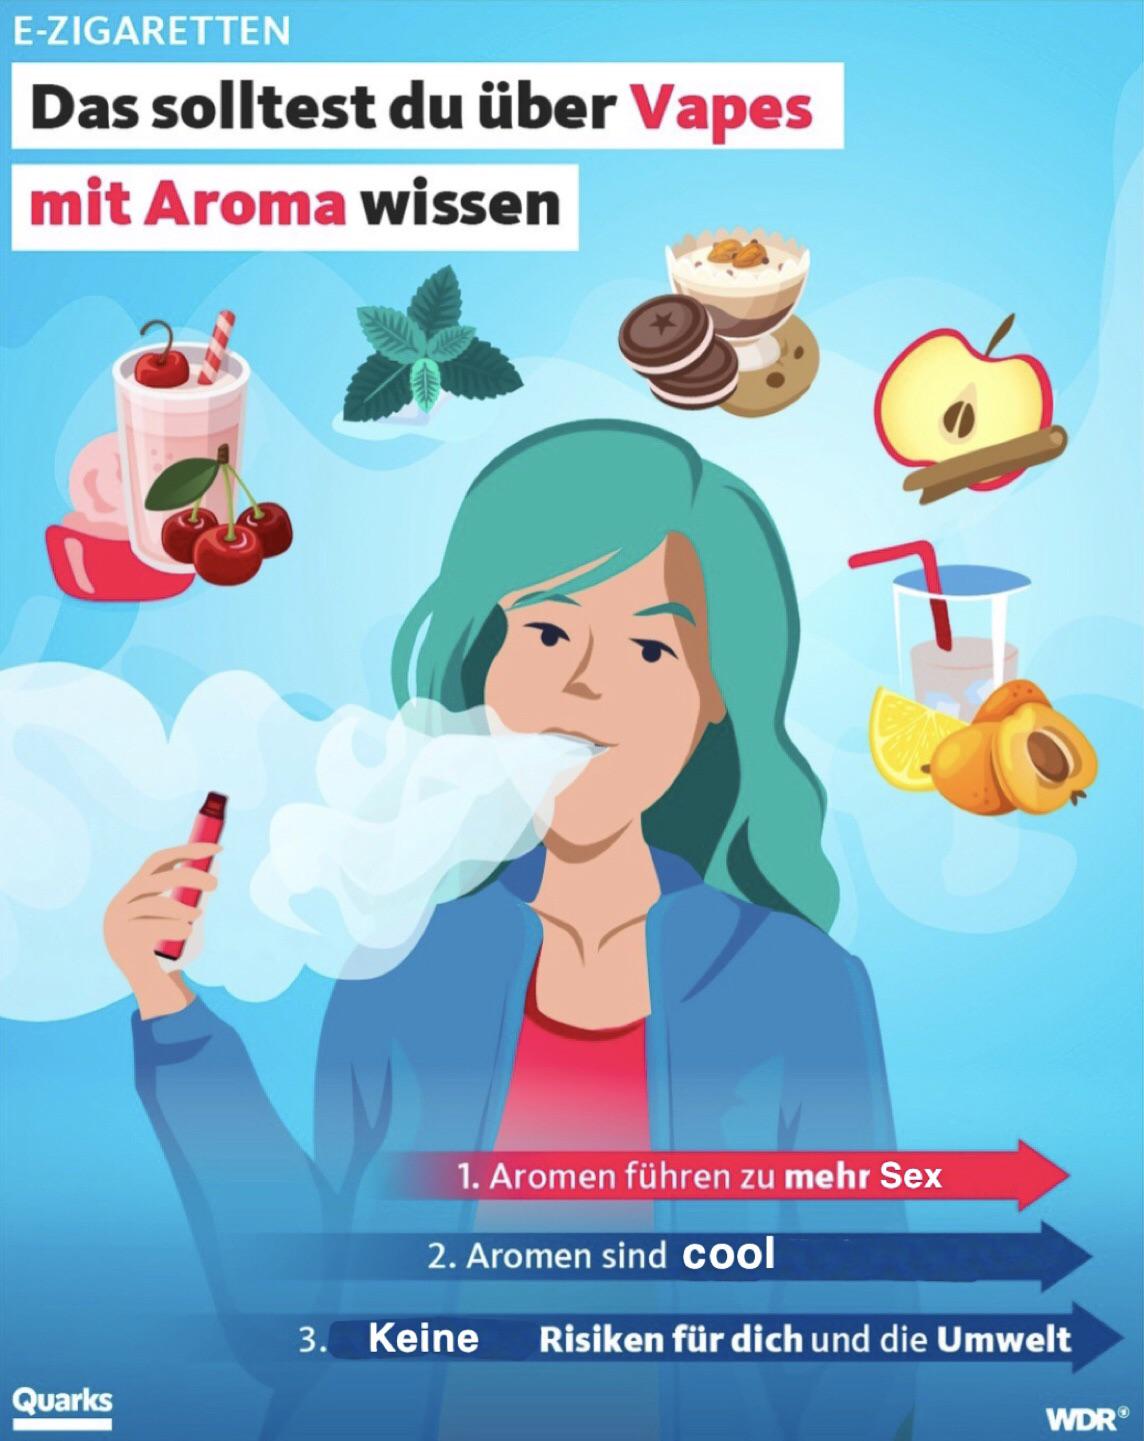 E-ZIGARETTEN
Das solltest du über Vapes
mit Aroma wissen
1. Aromen führen zu mehr Sex
2. Aromen sind cool
3. Keine Risiken für dich und die Umwelt
Quarks
WDR